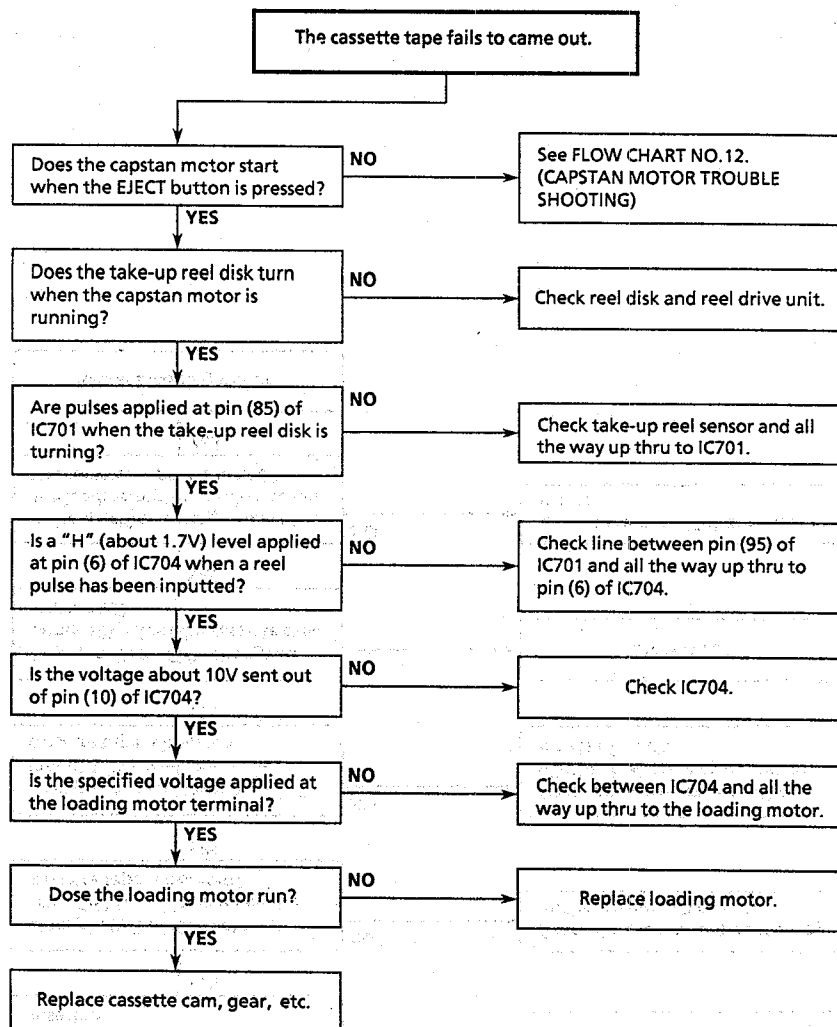 The cassette tape fails to came out.
Does the capstan motor start
when the EJECT button is pressed?
NO
See FLOW CHART NO.12.
(CAPSTAN MOTOR TROUBLE
SHOOTING)
YES
Does the take-up reel disk turn
when the capstan motor is
running?
NO
Check reel disk and reel drive unit.
YES
Are pulses applied at pin (85) of
IC701 when the take-up reel disk is
turning?
NO
Check take-up reel sensor and all
the way up thru to IC701.
YES
Is a "H" (about 1.7V) level applied
at pin (6) of IC704 when a reel
pulse has been inputted?
NO
Check line between pin (95) of
IC701 and all the way up thru to
pin (6) of IC704.
YES
Is the voltage about 10V sent out
of pin (10) of IC704?
NO
Check IC704.
YES
Is the specified voltage applied at
the loading motor terminal?
NO
Check between IC704 and all the
way up thru to the loading motor.
YES
Dose the loading motor run?
NO
Replace loading motor.
YES
Replace cassette cam, gear, etc.